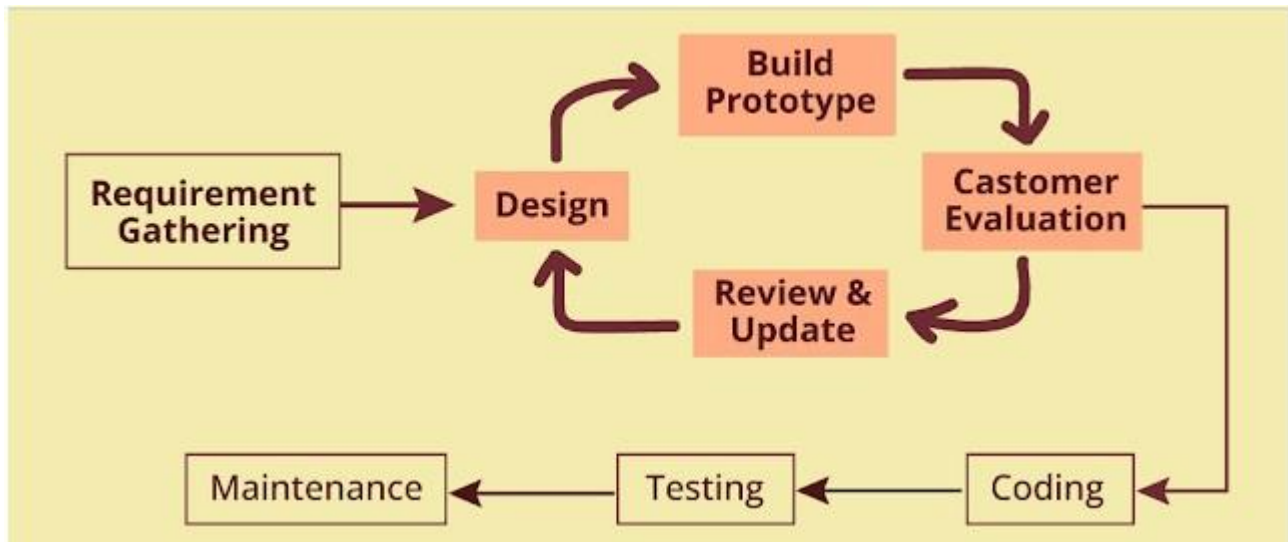 Requirement
Gathering
Design
Build
Prototype
Castomer
Evaluation
Review &
Update
Coding
Testing
Maintenance